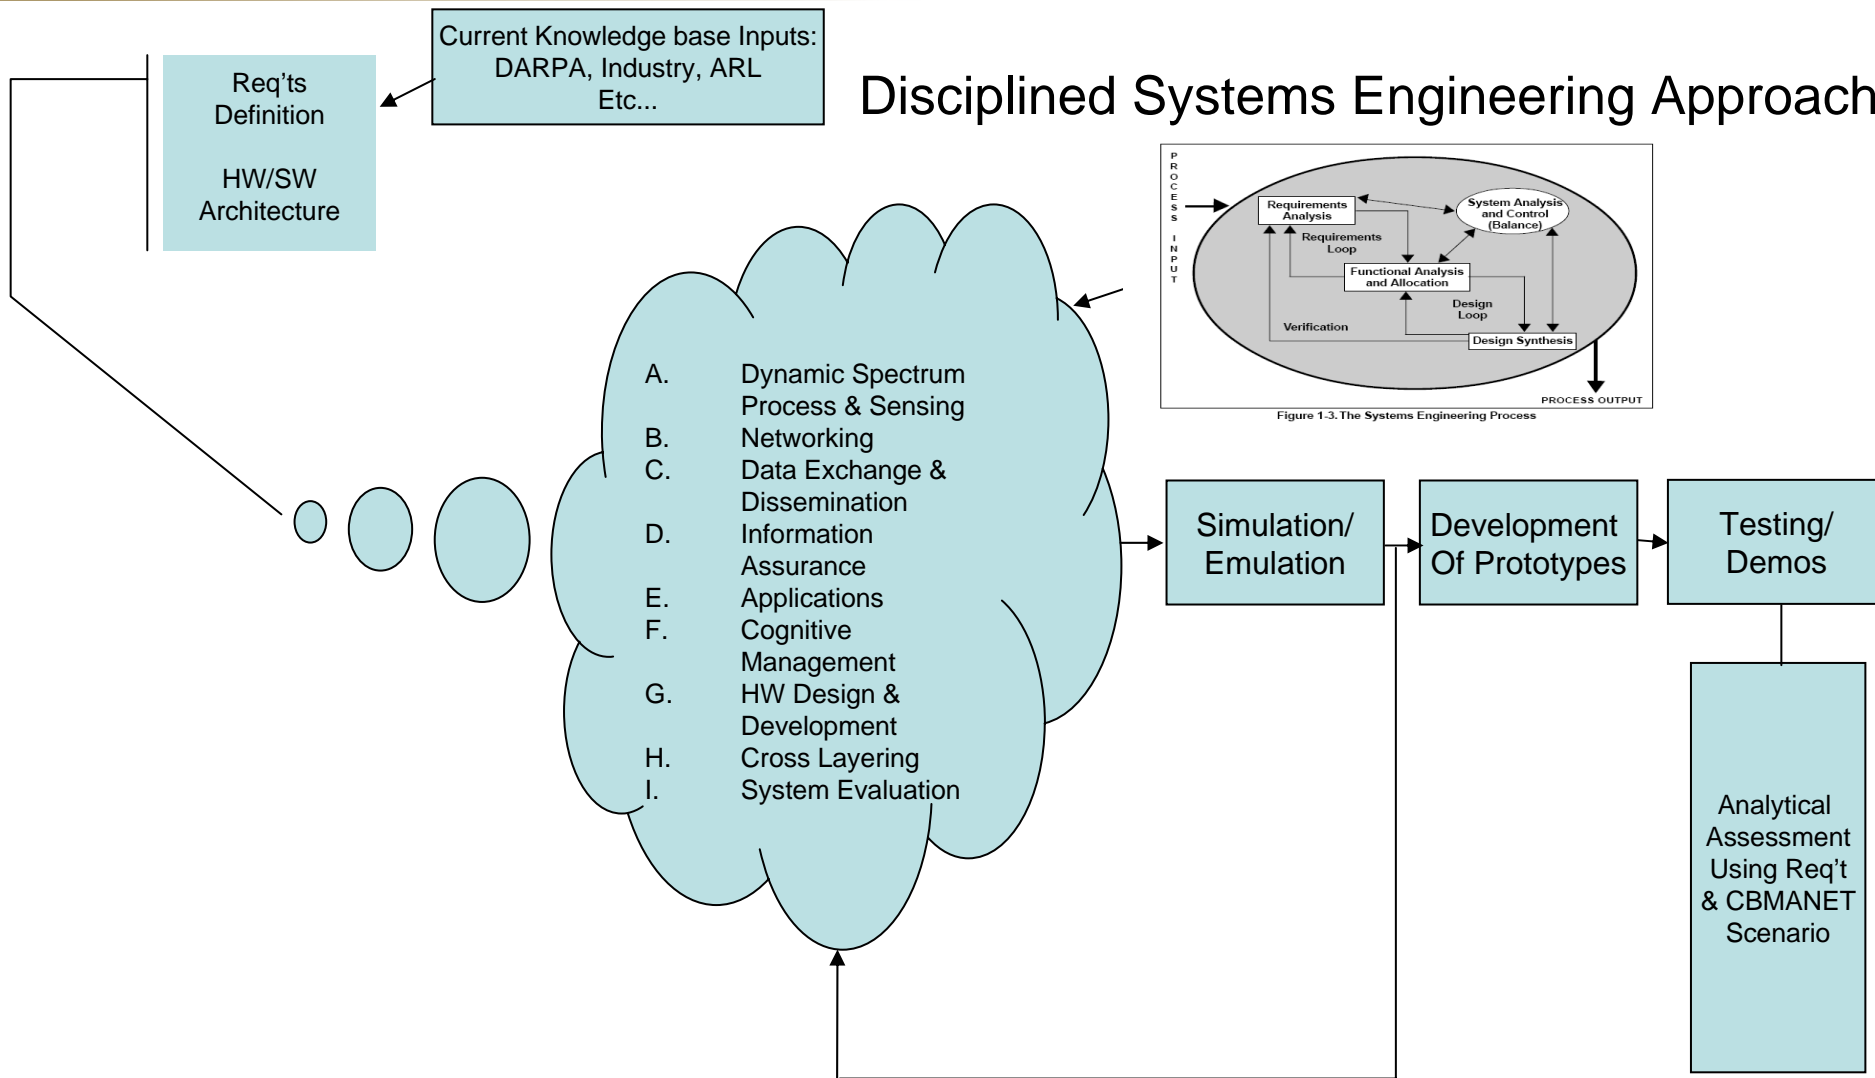 Current Knowledge base Inputs:
DARPA, Industry, ARL
Etc...
Req'ts
Definition
HW/SW
Architecture
Disciplined Systems Engineering Approach
PROCESS INPUT
Requirements
Analysis
System Analysis
and Control
(Balance)
Requirements
Loop
Functional Analysis
and Allocation
Design
Loop
Verification
Design Synthesis
PROCESS OUTPUT
Figure 1-3. The Systems Engineering Process
A. Dynamic Spectrum
Process & Sensing
B. Networking
C. Data Exchange &
Dissemination
D. Information
Assurance
E. Applications
F. Cognitive
Management
G. HW Design &
Development
H. Cross Layering
I. System Evaluation
Simulation/
Emulation
Development
Of Prototypes
Testing/
Demos
Analytical
Assessment
Using Req't
& CBMANET
Scenario